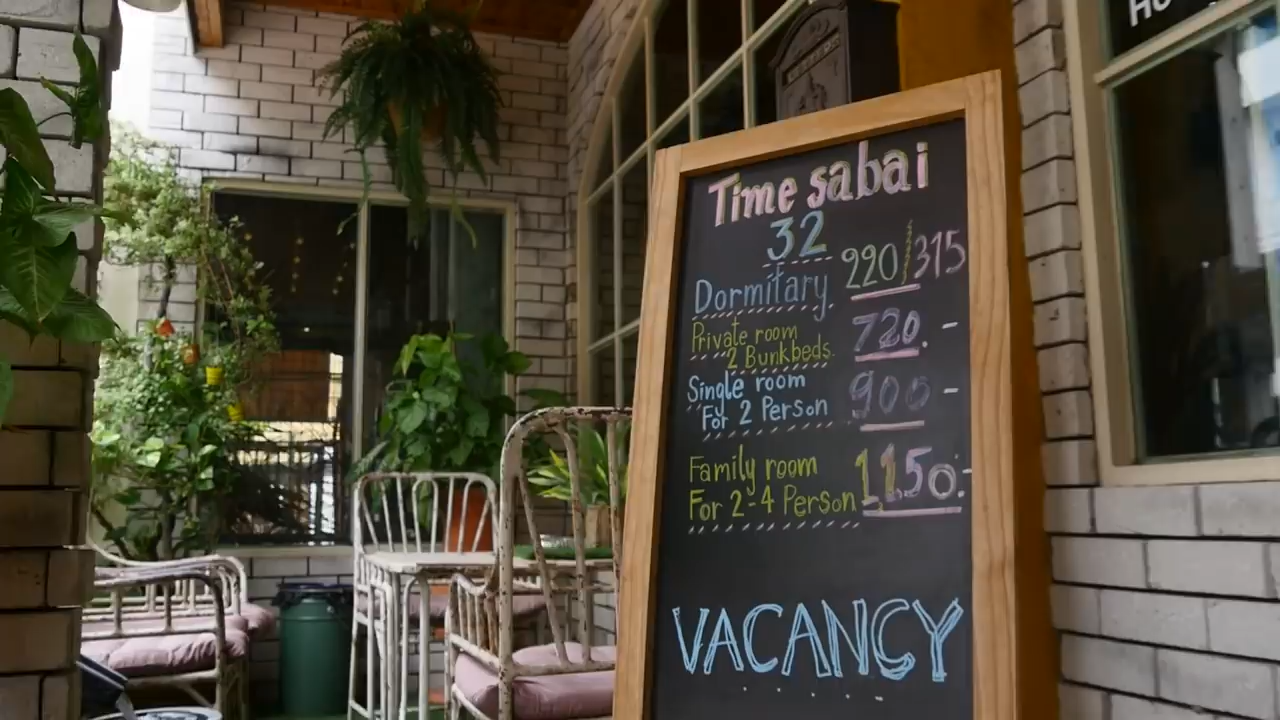 Time sabai
32
Dormitary. 220/315
Private room
2 Bunkbeds. 720.-
Single room
For 2 Person 900-
Family room
For 2-4 Person 1150.-
VACANCY